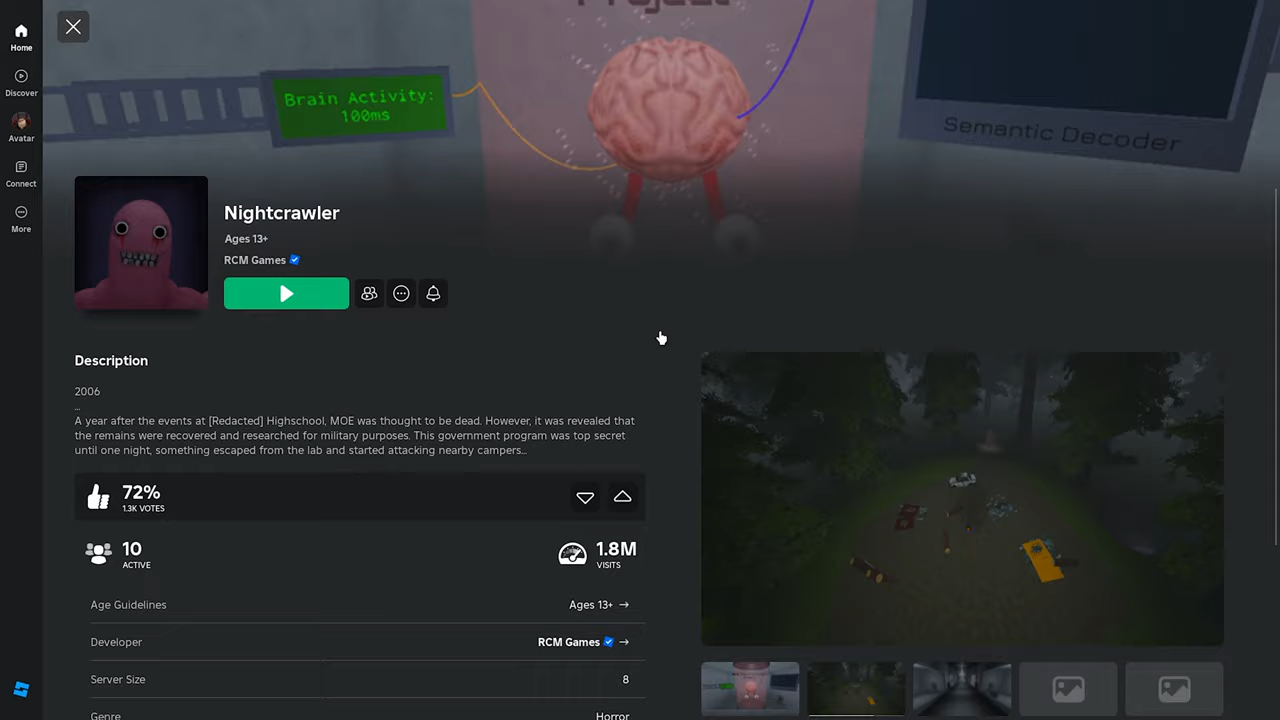 Project
Brain Activity:
100ms
Semantic Decoder
Home
Discover
Avatar
Connect
More
Nightcrawler
Ages 13+
RCM Games
Description
2006
...
A year after the events at [Redacted] Highschool, MOE was thought to be dead. However, it was revealed that
the remains were recovered and researched for military purposes. This government program was top secret
until one night, something escaped from the lab and started attacking nearby campers...
72%
1.3K VOTES
10
ACTIVE
1.8M
VISITS
Age Guidelines
Ages 13+ →
Developer
RCM Games →
Server Size
8
Genre
Horror